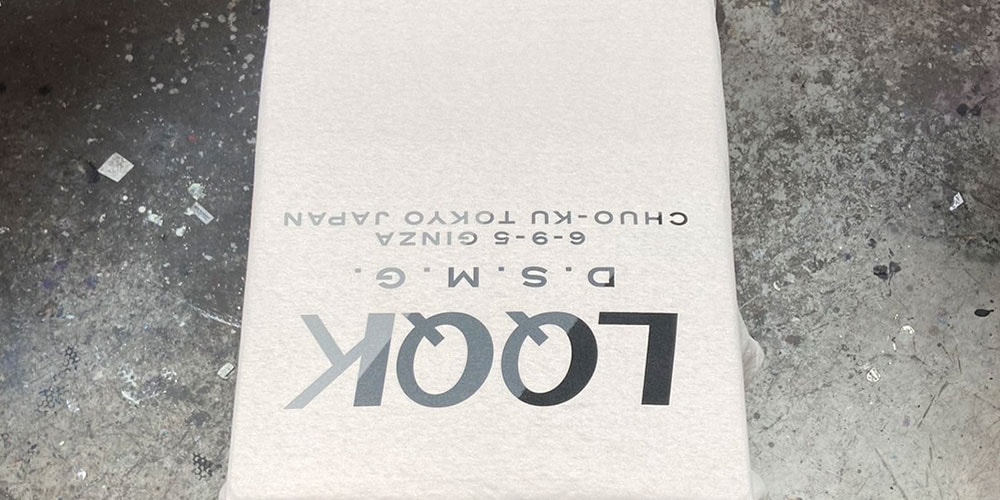 LQQK
D.S.M.G.
6-9-5 GINZA
CHUO-KU TOKYO JAPAN